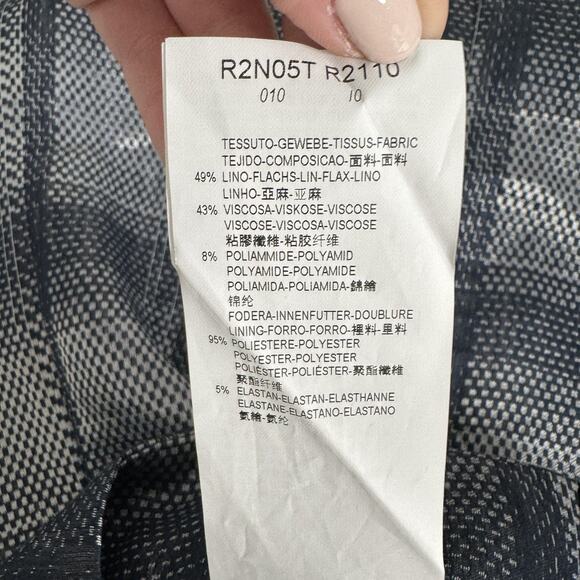 R2N05T R2110
010 10
TESSUTO-GEWEBE-TISSUS-FABRIC
TEJIDO-COMPOSICAO-面料-面料
49% LINO-FLACHS-LIN-FLAX-LINO
LINHO-亞麻-亚麻
43% VISCOSA-VISKOSE-VISCOSE
VISCOSE-VISCOSA-VISCOSE
粘膠纖維-粘胶纤维
8% POLIAMMIDE-POLYAMID
POLYAMIDE-POLYAMIDE
POLIAMIDA-POLiAMIDA-錦綸
锦纶
FODERA-INNENFUTTER-DOUBLURE
LINING-FORRO-FORRO-裡料-里料
95% POLIESTERE-POLYESTER
POLYESTER-POLYESTER
POLIÉSTER-POLIÉSTER-聚酯纖維
聚酯纤维
5% ELASTAN-ELASTAN-ELASTHANNE
ELASTANE-ELASTANO-ELASTANO
氨綸-氨纶